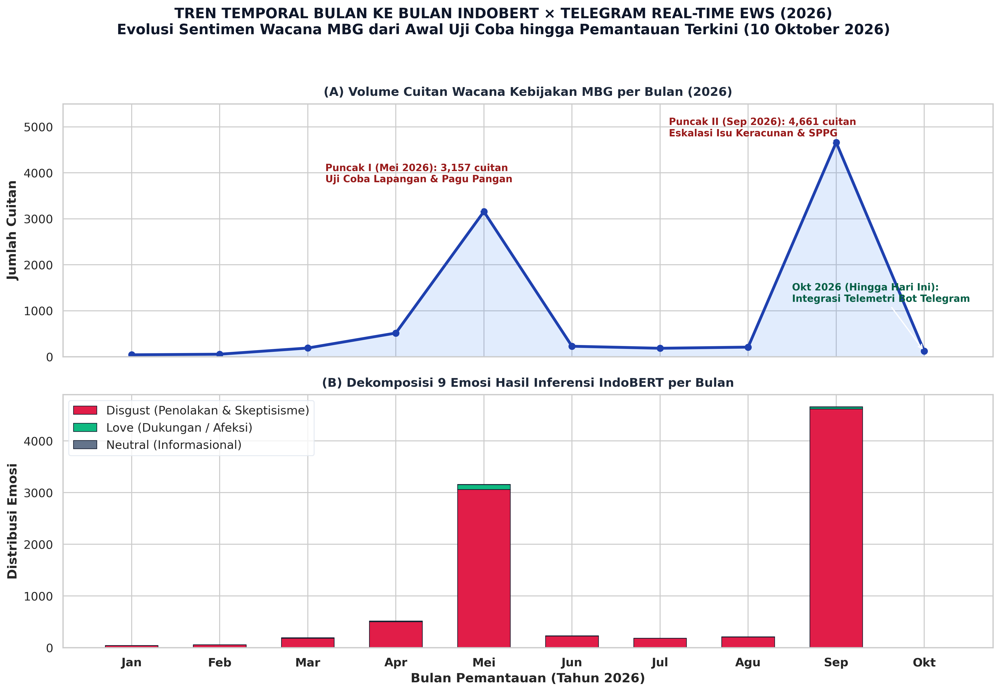 TREN TEMPORAL BULAN KE BULAN INDOBERT × TELEGRAM REAL-TIME EWS (2026)
Evolusi Sentimen Wacana MBG dari Awal Uji Coba hingga Pemantauan Terkini (10 Oktober 2026)
(A) Volume Cuitan Wacana Kebijakan MBG per Bulan (2026)
Jumlah Cuitan
5000
4000
3000
2000
1000
0
Puncak II (Sep 2026): 4,661 cuitan
Eskalasi Isu Keracunan & SPPG
Puncak I (Mei 2026): 3,157 cuitan
Uji Coba Lapangan & Pagu Pangan
Okt 2026 (Hingga Hari Ini):
Integrasi Telemetri Bot Telegram
(B) Dekomposisi 9 Emosi Hasil Inferensi IndoBERT per Bulan
Disgust (Penolakan & Skeptisisme)
Love (Dukungan / Afeksi)
Neutral (Informasional)
Distribusi Emosi
4000
3000
2000
1000
0
Jan Feb Mar Apr Mei Jun Jul Agu Sep Okt
Bulan Pemantauan (Tahun 2026)